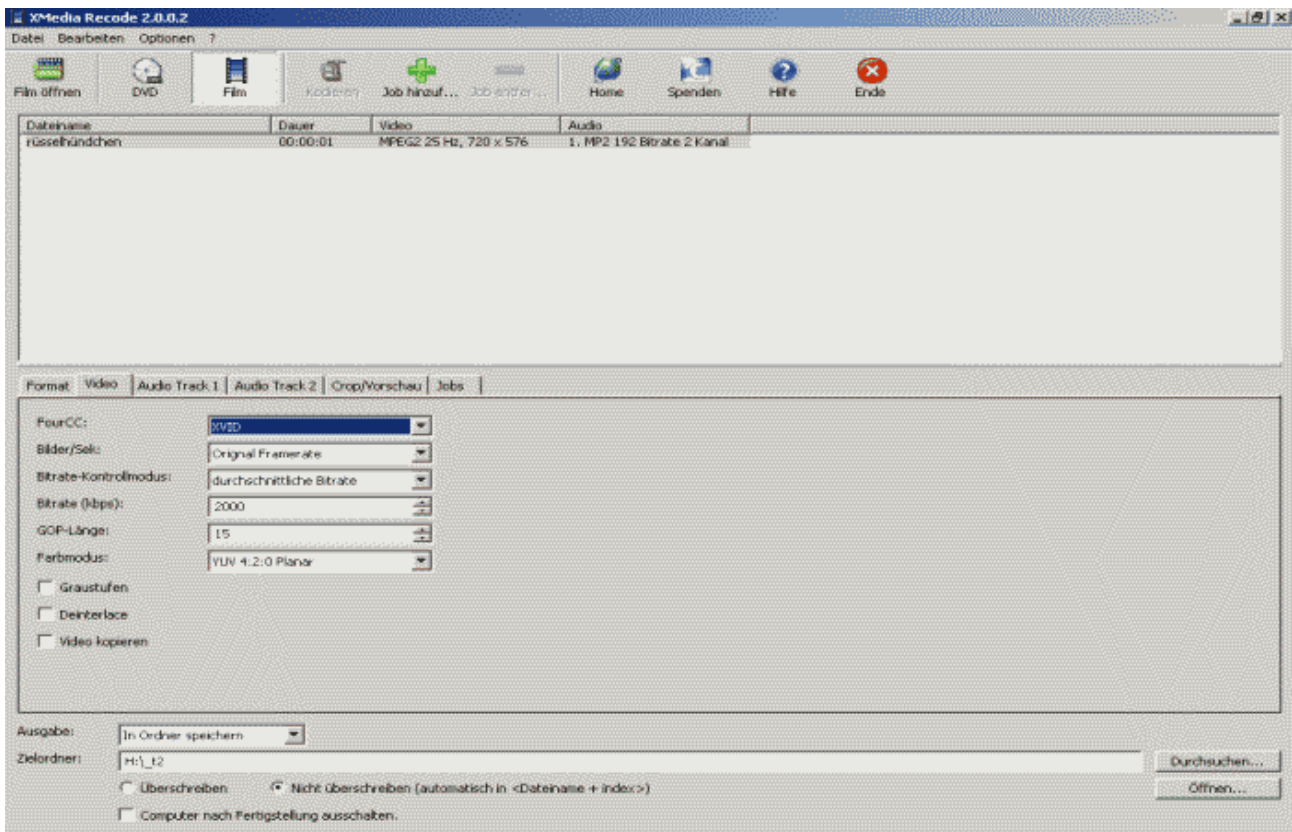 XMedia Recode 2.0.0.2
Datei Bearbeiten Optionen ?
Film öffnen DVD Film Kodieren Job hinzuf... Job entfer... Home Spenden Hilfe Ende
Dateiname Dauer Video Audio
rüsselhündchen 00:00:01 MPEG2 25 Hz, 720 x 576 1. MP2 192 Bitrate 2 Kanal
Format Video Audio Track 1 Audio Track 2 Crop/Vorschau Jobs
FourCC: XVID
Bilder/Sek: Orignal Framerate
Bitrate-Kontrollmodus: durchschnittliche Bitrate
Bitrate (kbps): 2000
GOP-Länge: 15
Farbmodus: YUV 4:2:0 Planar
Graustufen
Deinterlace
Video kopieren
Ausgabe: In Ordner speichern
Zielordner: H:\_t2 Durchsuchen...
Überschreiben Nicht überschreiben (automatisch in <Dateiname + index>) Öffnen...
Computer nach Fertigstellung ausschalten.